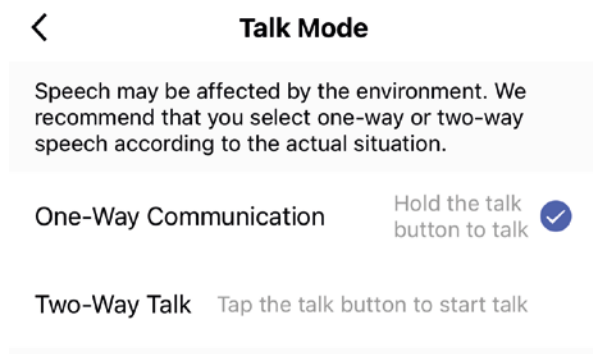 Talk Mode
Speech may be affected by the environment. We
recommend that you select one-way or two-way
speech according to the actual situation.
One-Way Communication
Hold the talk
button to talk
Two-Way Talk
Tap the talk button to start talk